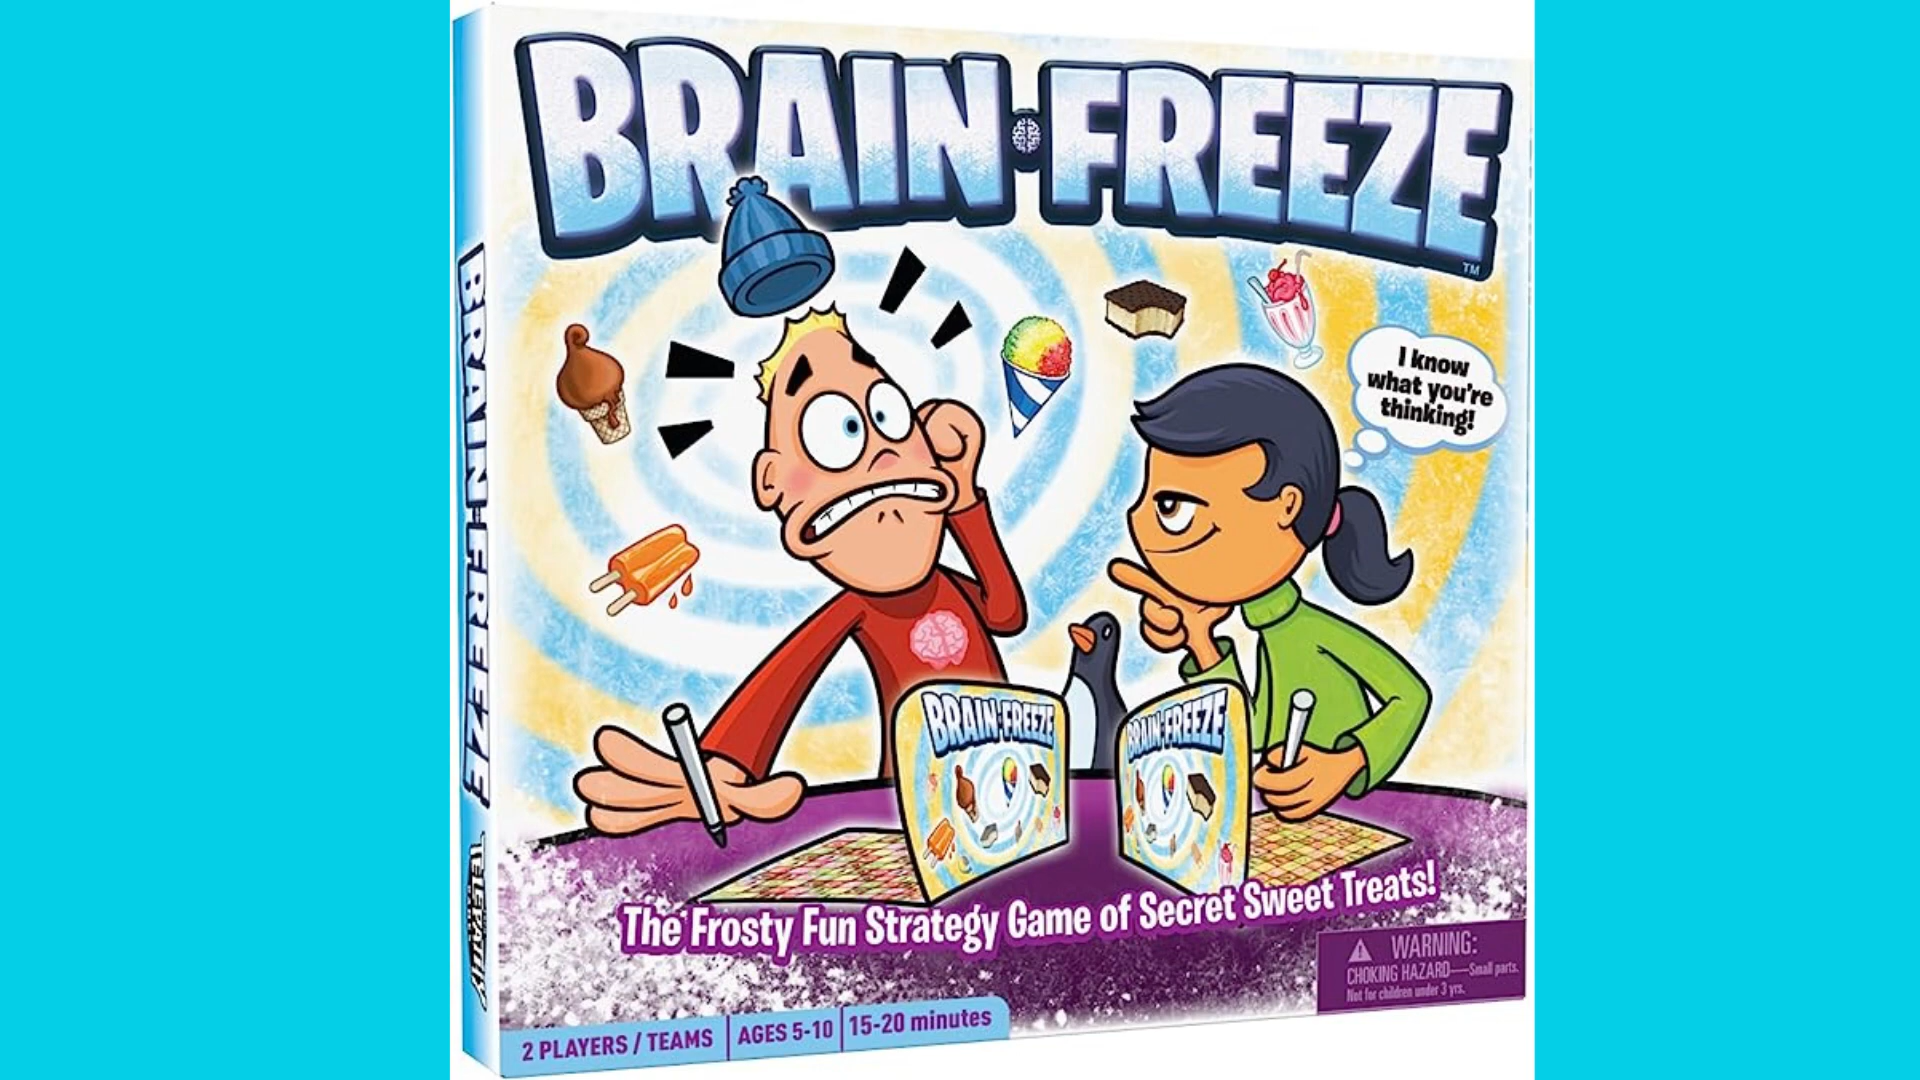 BRAIN FREEZE
TM
I know
what you're
thinking!
BRAIN FREEZE
BRAIN FREEZE
BRAIN FREEZE
The Frosty Fun Strategy Game of Secret Sweet Treats!
WARNING:
CHOKING HAZARD—Small parts.
Not for children under 3 yrs.
2 PLAYERS / TEAMS
AGES 5-10
15-20 minutes
TELEPATHY